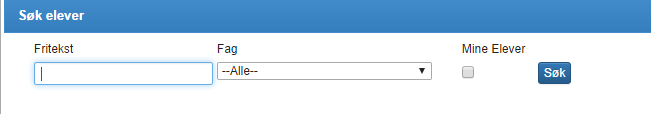 Søk elever
Fritekst Fag Mine Elever
--Alle-- Søk